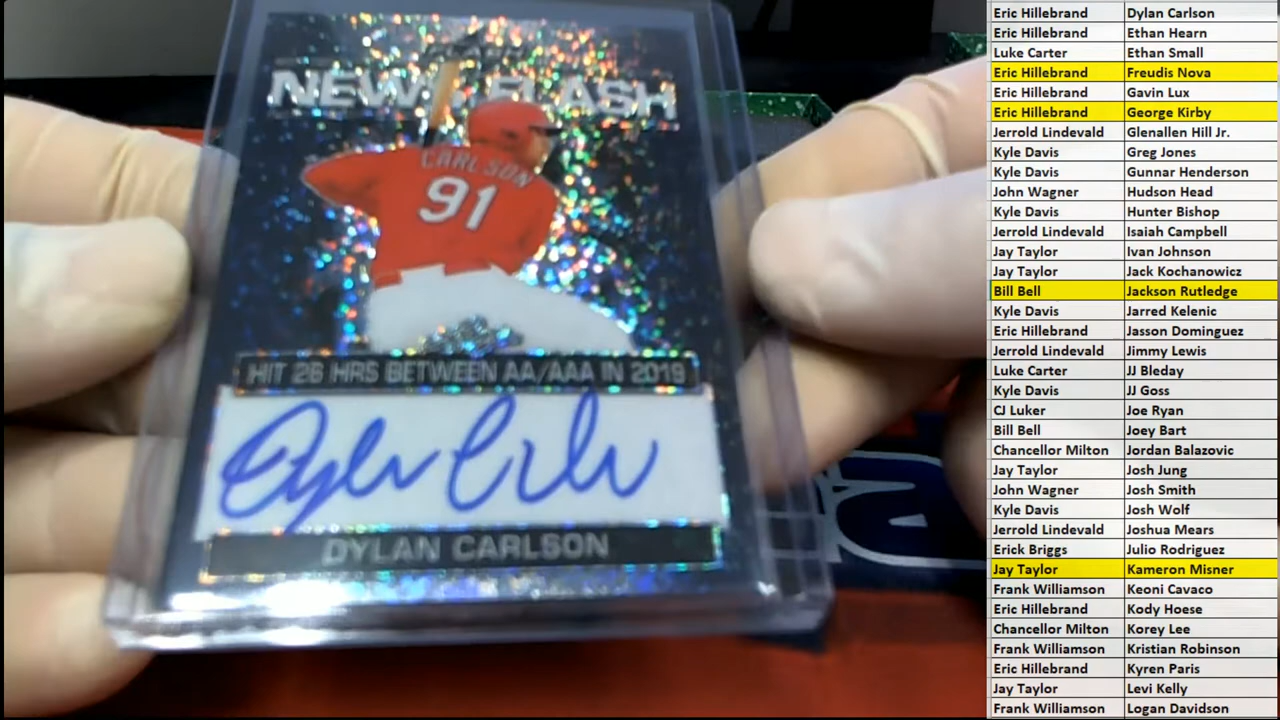 NEW FLASH
CARLSON
91
HIT 26 HRS BETWEEN AA/AAA IN 2019
Dylan Carlson
DYLAN CARLSON
Eric Hillebrand Dylan Carlson
Eric Hillebrand Ethan Hearn
Luke Carter Ethan Small
Eric Hillebrand Freudis Nova
Eric Hillebrand Gavin Lux
Eric Hillebrand George Kirby
Jerrold Lindevald Glenallen Hill Jr.
Kyle Davis Greg Jones
Kyle Davis Gunnar Henderson
John Wagner Hudson Head
Kyle Davis Hunter Bishop
Jerrold Lindevald Isaiah Campbell
Jay Taylor Ivan Johnson
Jay Taylor Jack Kochanowicz
Bill Bell Jackson Rutledge
Kyle Davis Jarred Kelenic
Eric Hillebrand Jasson Dominguez
Jerrold Lindevald Jimmy Lewis
Luke Carter JJ Bleday
Kyle Davis JJ Goss
CJ Luker Joe Ryan
Bill Bell Joey Bart
Chancellor Milton Jordan Balazovic
Jay Taylor Josh Jung
John Wagner Josh Smith
Kyle Davis Josh Wolf
Jerrold Lindevald Joshua Mears
Erick Briggs Julio Rodriguez
Jay Taylor Kameron Misner
Frank Williamson Keoni Cavaco
Eric Hillebrand Kody Hoese
Chancellor Milton Korey Lee
Frank Williamson Kristian Robinson
Eric Hillebrand Kyren Paris
Jay Taylor Levi Kelly
Frank Williamson Logan Davidson